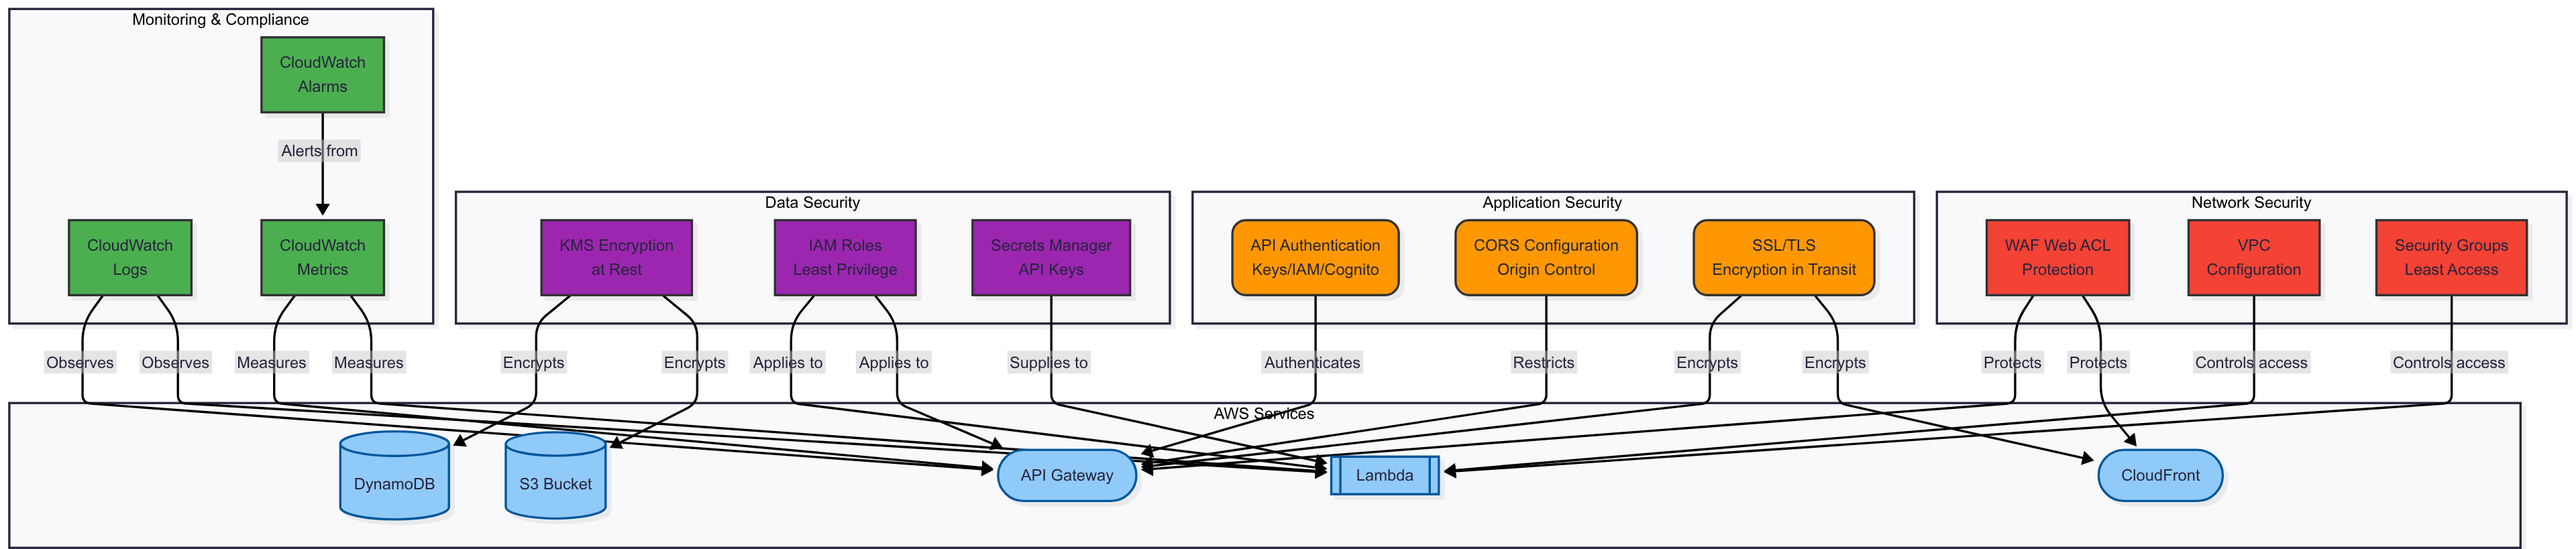 Monitoring & Compliance
CloudWatch
Alarms
Alerts from
CloudWatch
Logs
CloudWatch
Metrics
Data Security
KMS Encryption
at Rest
IAM Roles
Least Privilege
Secrets Manager
API Keys
Application Security
API Authentication
Keys/IAM/Cognito
CORS Configuration
Origin Control
SSL/TLS
Encryption in Transit
Network Security
WAF Web ACL
Protection
VPC
Configuration
Security Groups
Least Access
Observes
Observes
Measures
Measures
Encrypts
Encrypts
Applies to
Applies to
Supplies to
Authenticates
Restricts
Encrypts
Encrypts
Protects
Protects
Controls access
Controls access
AWS Services
DynamoDB
S3 Bucket
API Gateway
Lambda
CloudFront